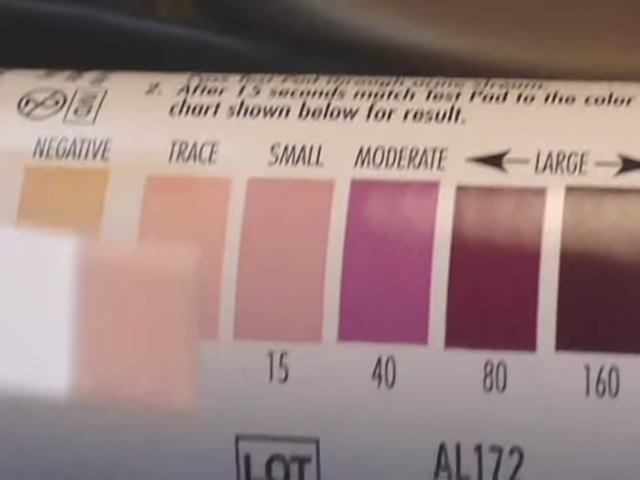 2. After 15 seconds match Test Pad to the color
chart shown below for result.
NEGATIVE TRACE SMALL MODERATE LARGE
15 40 80 160
LOT AL172